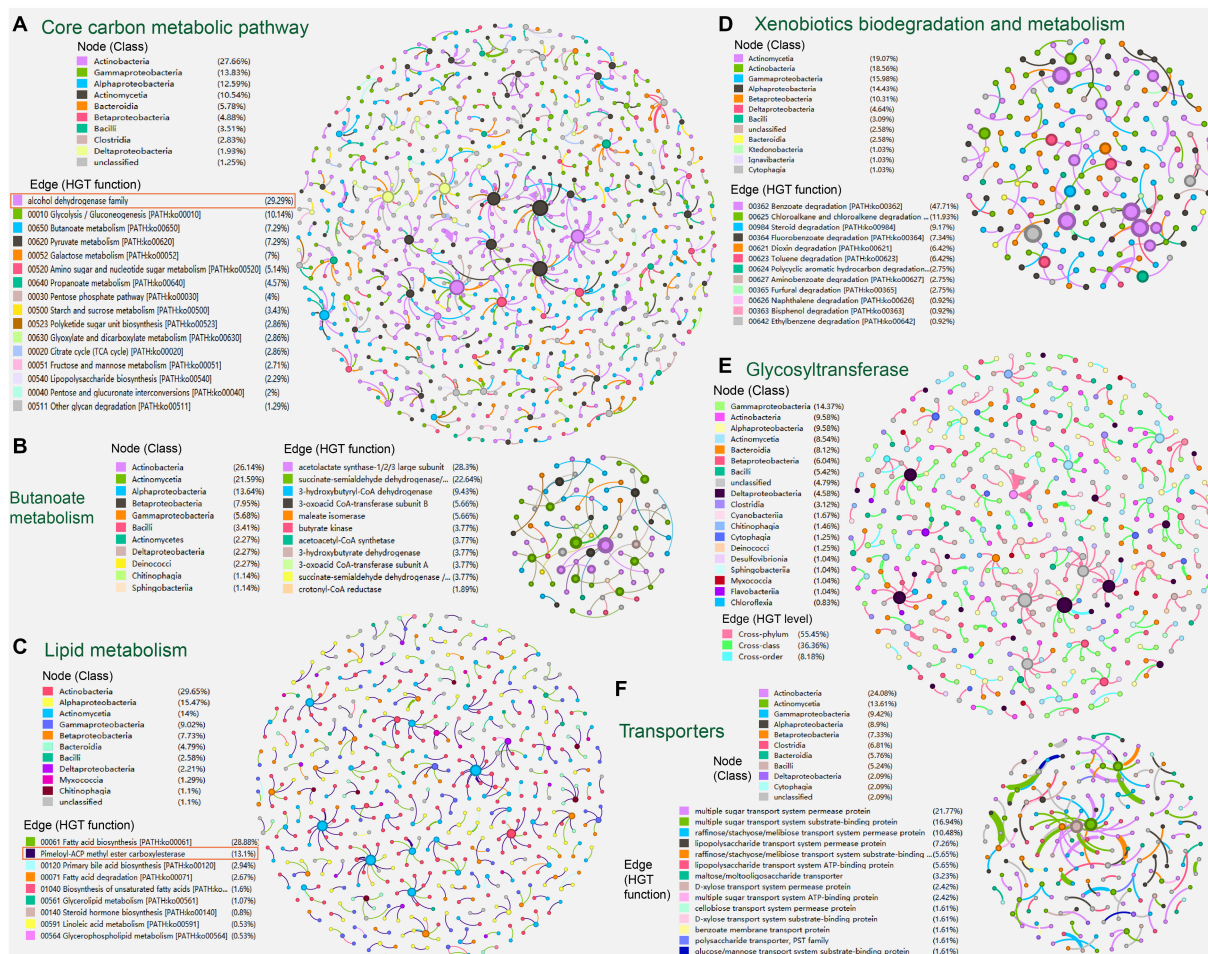 A Core carbon metabolic pathway
Node (Class)
Actinobacteria (27.66%)
Gammaproteobacteria (13.83%)
Alphaproteobacteria (12.59%)
Actinomycetia (10.54%)
Bacteroidia (5.78%)
Betaproteobacteria (4.88%)
Bacilli (3.51%)
Clostridia (2.83%)
Deltaproteobacteria (1.93%)
unclassified (1.25%)
Edge (HGT function)
alcohol dehydrogenase family (29.29%)
00010 Glycolysis / Gluconeogenesis [PATH:ko00010] (10.14%)
00650 Butanoate metabolism [PATH:ko00650] (7.29%)
00620 Pyruvate metabolism [PATH:ko00620] (7.29%)
00052 Galactose metabolism [PATH:ko00052] (7%)
00520 Amino sugar and nucleotide sugar metabolism [PATH:ko00520] (5.14%)
00640 Propanoate metabolism [PATH:ko00640] (4.57%)
00030 Pentose phosphate pathway [PATH:ko00030] (4%)
00500 Starch and sucrose metabolism [PATH:ko00500] (3.43%)
00523 Polyketide sugar unit biosynthesis [PATH:ko00523] (2.86%)
00630 Glyoxylate and dicarboxylate metabolism [PATH:ko00630] (2.86%)
00020 Citrate cycle (TCA cycle) [PATH:ko00020] (2.86%)
00051 Fructose and mannose metabolism [PATH:ko00051] (2.71%)
00540 Lipopolysaccharide biosynthesis [PATH:ko00540] (2.29%)
00040 Pentose and glucuronate interconversions [PATH:ko00040] (2%)
00511 Other glycan degradation [PATH:ko00511] (1.29%)
B
Butanoate
metabolism
Node (Class)
Actinobacteria (26.14%)
Actinomycetia (21.59%)
Alphaproteobacteria (13.64%)
Betaproteobacteria (7.95%)
Gammaproteobacteria (5.68%)
Bacilli (3.41%)
Actinomycetes (2.27%)
Deltaproteobacteria (2.27%)
Deinococci (2.27%)
Chitinophagia (1.14%)
Sphingobacteriia (1.14%)
Edge (HGT function)
acetolactate synthase-1/2/3 large subunit (28.3%)
succinate-semialdehyde dehydrogenase/... (22.64%)
3-hydroxybutyryl-CoA dehydrogenase (9.43%)
3-oxoacid CoA-transferase subunit B (5.66%)
maleate isomerase (5.66%)
butyrate kinase (3.77%)
acetoacetyl-CoA synthetase (3.77%)
3-hydroxybutyrate dehydrogenase (3.77%)
3-oxoacid CoA-transferase subunit A (3.77%)
succinate-semialdehyde dehydrogenase /... (3.77%)
crotonyl-CoA reductase (1.89%)
C Lipid metabolism
Node (Class)
Actinobacteria (29.65%)
Alphaproteobacteria (15.47%)
Actinomycetia (14%)
Gammaproteobacteria (9.02%)
Betaproteobacteria (7.73%)
Bacteroidia (4.79%)
Bacilli (2.58%)
Deltaproteobacteria (2.21%)
Myxococcia (1.29%)
Chitinophagia (1.1%)
unclassified (1.1%)
Edge (HGT function)
00061 Fatty acid biosynthesis [PATH:ko00061] (28.88%)
Pimeloyl-ACP methyl ester carboxylesterase (13.1%)
00120 Primary bile acid biosynthesis [PATH:ko00120] (2.94%)
00071 Fatty acid degradation [PATH:ko00071] (2.67%)
01040 Biosynthesis of unsaturated fatty acids [PATH:ko... (1.6%)
00561 Glycerolipid metabolism [PATH:ko00561] (1.07%)
00140 Steroid hormone biosynthesis [PATH:ko00140] (0.8%)
00591 Linoleic acid metabolism [PATH:ko00591] (0.53%)
00564 Glycerophospholipid metabolism [PATH:ko00564] (0.53%)
D Xenobiotics biodegradation and metabolism
Node (Class)
Actinomycetia (19.07%)
Actinobacteria (18.56%)
Gammaproteobacteria (15.98%)
Alphaproteobacteria (14.43%)
Betaproteobacteria (10.31%)
Deltaproteobacteria (4.64%)
Bacilli (3.09%)
unclassified (2.58%)
Bacteroidia (2.58%)
Ktedonobacteria (1.03%)
Ignavibacteria (1.03%)
Cytophagia (1.03%)
Edge (HGT function)
00362 Benzoate degradation [PATH:ko00362] (47.71%)
00625 Chloroalkane and chloroalkene degradation ... (11.93%)
00984 Steroid degradation [PATH:ko00984] (9.17%)
00364 Fluorobenzoate degradation [PATH:ko00364] (7.34%)
00621 Dioxin degradation [PATH:ko00621] (6.42%)
00623 Toluene degradation [PATH:ko00623] (6.42%)
00624 Polycyclic aromatic hydrocarbon degradation...(2.75%)
00627 Aminobenzoate degradation [PATH:ko00627] (2.75%)
00365 Furfural degradation [PATH:ko00365] (2.75%)
00626 Naphthalene degradation [PATH:ko00626] (0.92%)
00363 Bisphenol degradation [PATH:ko00363] (0.92%)
00642 Ethylbenzene degradation [PATH:ko00642] (0.92%)
E Glycosyltransferase
Node (Class)
Gammaproteobacteria (14.37%)
Actinobacteria (9.58%)
Alphaproteobacteria (9.58%)
Actinomycetia (8.54%)
Bacteroidia (8.12%)
Betaproteobacteria (6.04%)
Bacilli (5.42%)
unclassified (4.79%)
Deltaproteobacteria (4.58%)
Clostridia (3.12%)
Cyanobacteriia (1.67%)
Chitinophagia (1.46%)
Cytophagia (1.25%)
Deinococci (1.25%)
Desulfovibrionia (1.04%)
Sphingobacteriia (1.04%)
Myxococcia (1.04%)
Flavobacteriia (1.04%)
Chloroflexia (0.83%)
Edge (HGT level)
Cross-phylum (55.45%)
Cross-class (36.36%)
Cross-order (8.18%)
F
Transporters
Node
(Class)
Actinobacteria (24.08%)
Actinomycetia (13.61%)
Gammaproteobacteria (9.42%)
Alphaproteobacteria (8.9%)
Betaproteobacteria (7.33%)
Clostridia (6.81%)
Bacteroidia (5.76%)
Bacilli (5.24%)
Deltaproteobacteria (2.09%)
Cytophagia (2.09%)
unclassified (2.09%)
Edge
(HGT
function)
multiple sugar transport system permease protein (21.77%)
multiple sugar transport system substrate-binding protein (16.94%)
raffinose/stachyose/melibiose transport system permease protein (10.48%)
lipopolysaccharide transport system permease protein (7.26%)
raffinose/stachyose/melibiose transport system substrate-binding ...(5.65%)
lipopolysaccharide transport system ATP-binding protein (5.65%)
maltose/moltooligosaccharide transporter (3.23%)
D-xylose transport system permease protein (2.42%)
multiple sugar transport system ATP-binding protein (2.42%)
cellobiose transport system permease protein (1.61%)
D-xylose transport system substrate-binding protein (1.61%)
benzoate membrane transport protein (1.61%)
polysaccharide transporter, PST family (1.61%)
glucose/mannose transport system substrate-binding protein (1.61%)